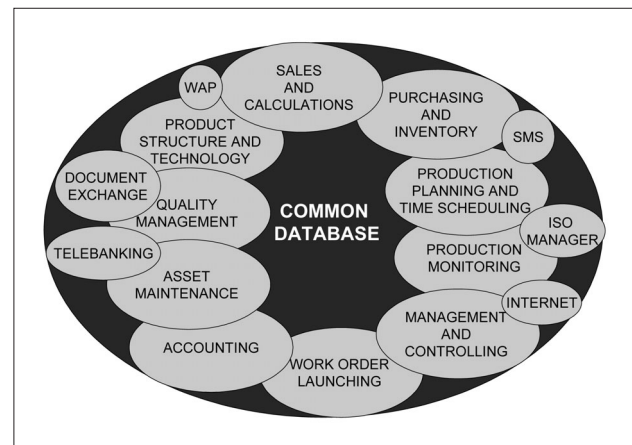 SALES
AND
CALCULATIONS
WAP
PURCHASING
AND
INVENTORY
SMS
PRODUCT
STRUCTURE AND
TECHNOLOGY
DOCUMENT
EXCHANGE
PRODUCTION
PLANNING AND
TIME SCHEDULING
QUALITY
MANAGEMENT
COMMON
DATABASE
ISO
MANAGER
TELEBANKING
PRODUCTION
MONITORING
ASSET
MAINTENANCE
INTERNET
MANAGEMENT
AND
CONTROLLING
ACCOUNTING
WORK ORDER
LAUNCHING